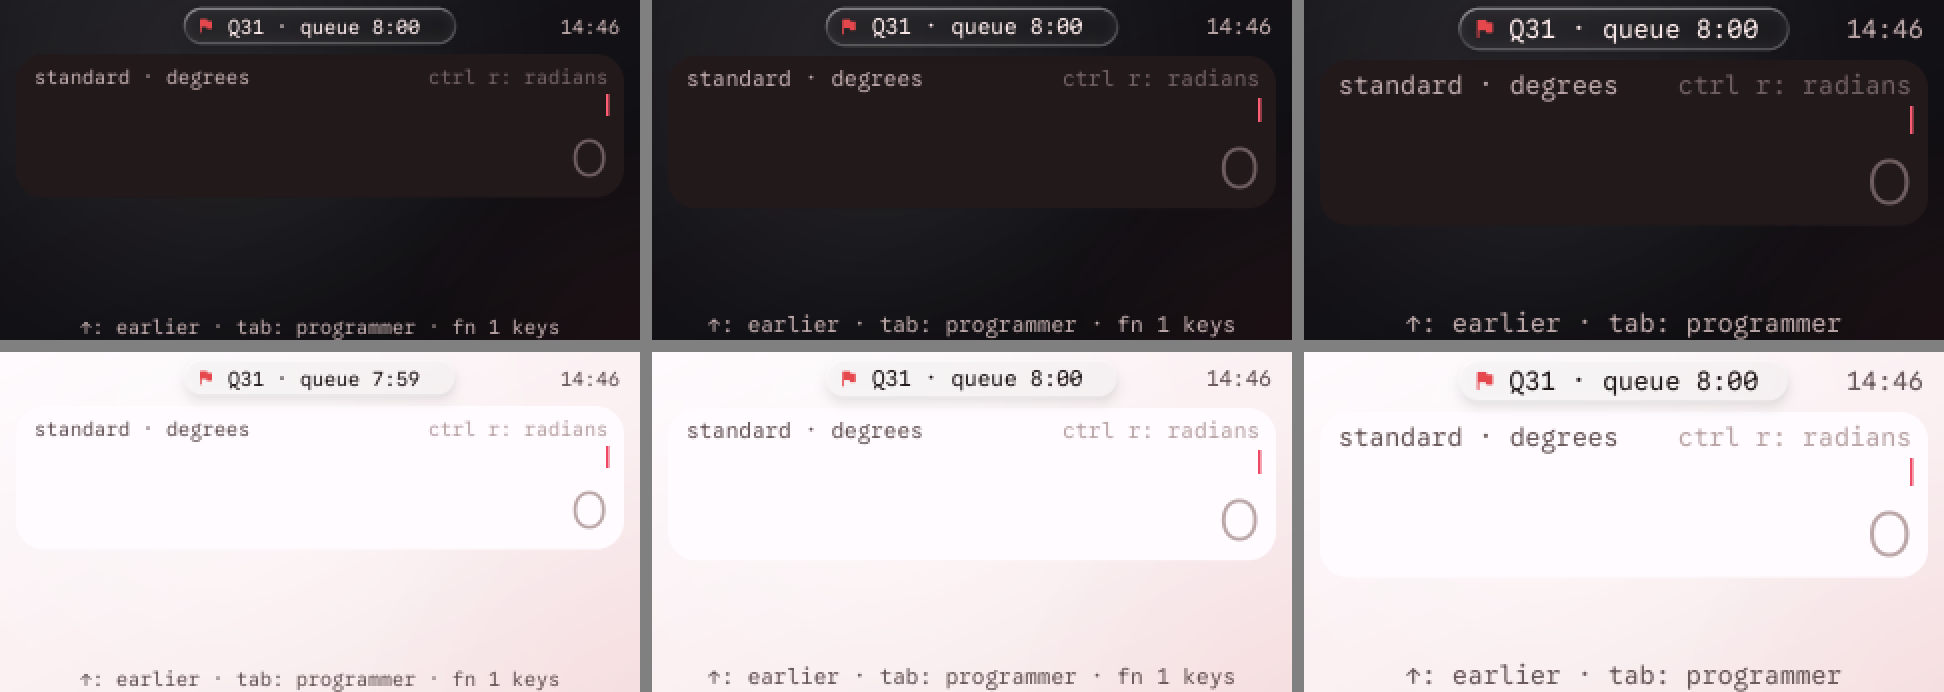 Q31 · queue 8:00 14:46
standard · degrees ctrl r: radians
0
↑: earlier · tab: programmer · fn 1 keys
Q31 · queue 8:00 14:46
standard · degrees ctrl r: radians
0
↑: earlier · tab: programmer · fn 1 keys
Q31 · queue 8:00 14:46
standard · degrees ctrl r: radians
0
↑: earlier · tab: programmer
Q31 · queue 7:59 14:46
standard · degrees ctrl r: radians
0
↑: earlier · tab: programmer · fn 1 keys
Q31 · queue 8:00 14:46
standard · degrees ctrl r: radians
0
↑: earlier · tab: programmer · fn 1 keys
Q31 · queue 8:00 14:46
standard · degrees ctrl r: radians
0
↑: earlier · tab: programmer